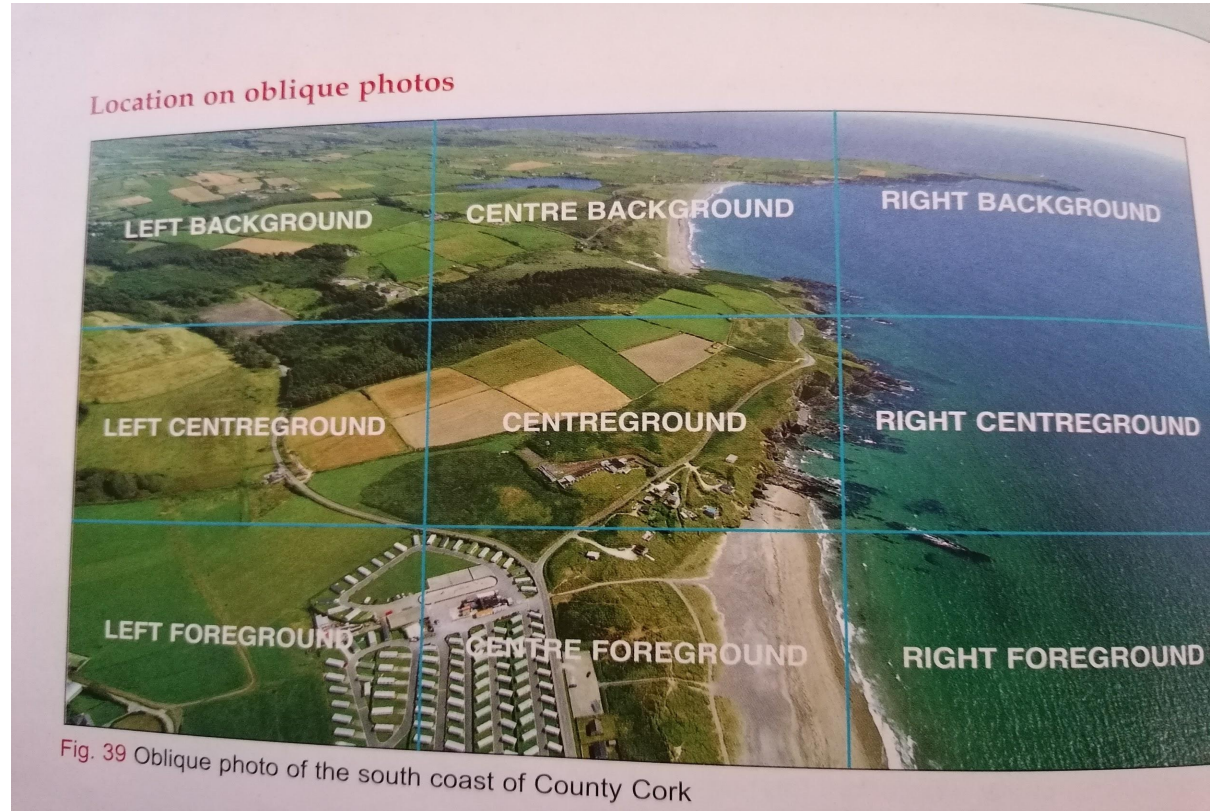 Location on oblique photos
LEFT BACKGROUND
CENTRE BACKGROUND
RIGHT BACKGROUND
LEFT CENTREGROUND
CENTREGROUND
RIGHT CENTREGROUND
LEFT FOREGROUND
CENTRE FOREGROUND
RIGHT FOREGROUND
Fig. 39 Oblique photo of the south coast of County Cork